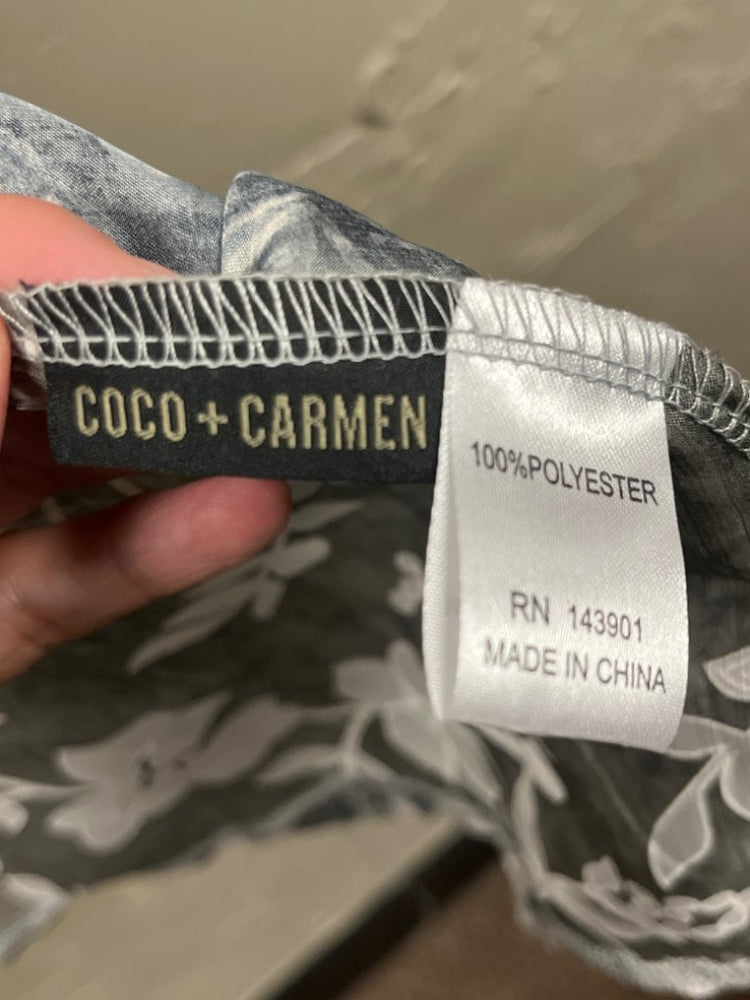 COCO + CARMEN
100%POLYESTER
RN 143901
MADE IN CHINA